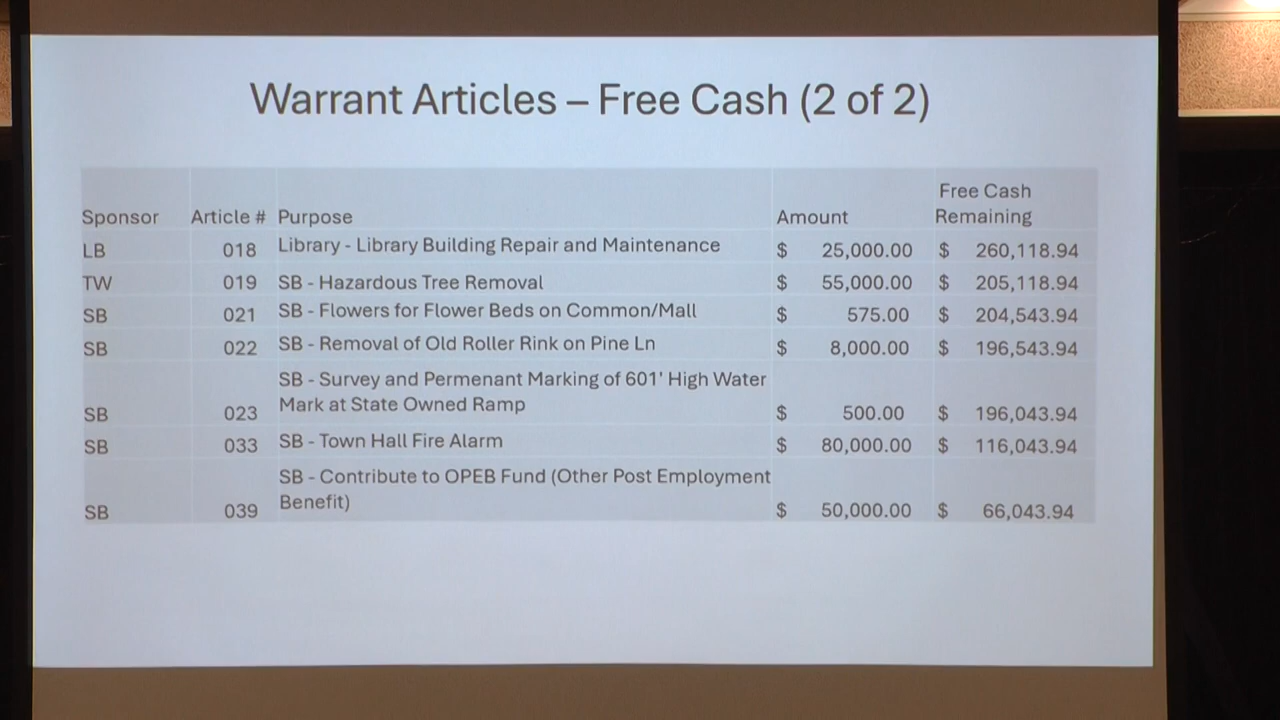 Warrant Articles – Free Cash (2 of 2)
Sponsor Article # Purpose Amount Free Cash Remaining
LB 018 Library - Library Building Repair and Maintenance $ 25,000.00 $ 260,118.94
TW 019 SB - Hazardous Tree Removal $ 55,000.00 $ 205,118.94
SB 021 SB - Flowers for Flower Beds on Common/Mall $ 575.00 $ 204,543.94
SB 022 SB - Removal of Old Roller Rink on Pine Ln $ 8,000.00 $ 196,543.94
SB - Survey and Permenant Marking of 601' High Water
SB 023 Mark at State Owned Ramp $ 500.00 $ 196,043.94
SB 033 SB - Town Hall Fire Alarm $ 80,000.00 $ 116,043.94
SB - Contribute to OPEB Fund (Other Post Employment
SB 039 Benefit) $ 50,000.00 $ 66,043.94